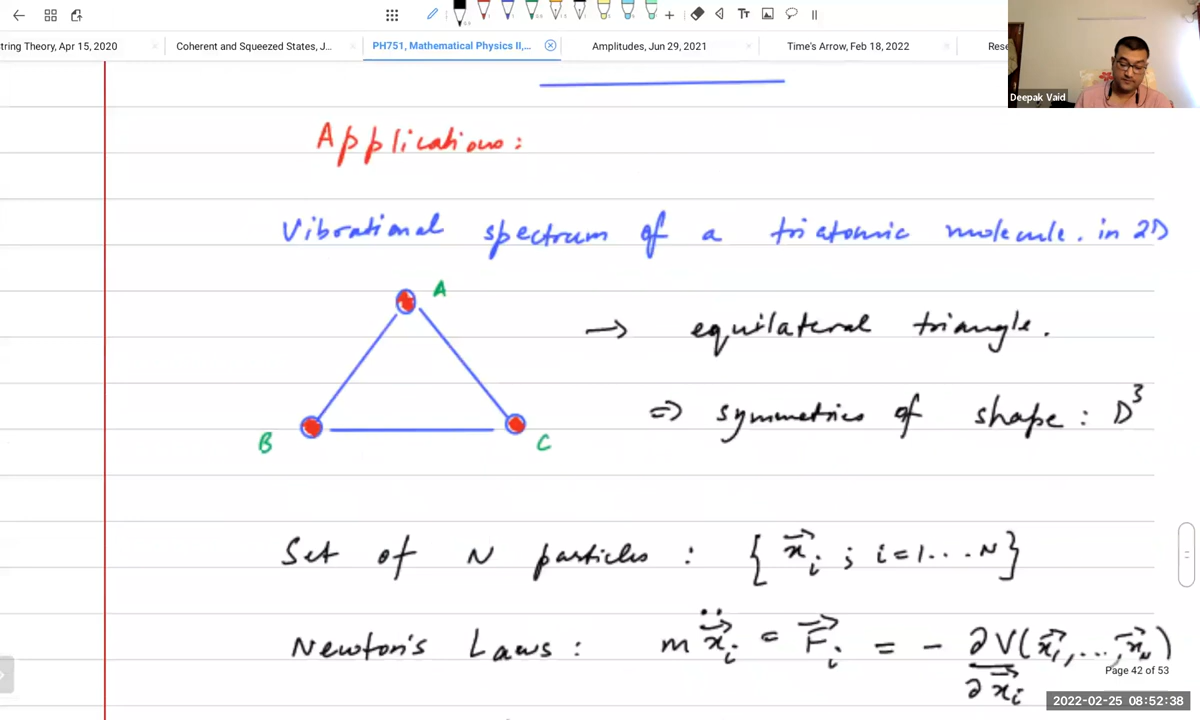 tring Theory, Apr 15, 2020
Coherent and Squeezed States, J...
PH751, Mathematical Physics II,...
Amplitudes, Jun 29, 2021
Time's Arrow, Feb 18, 2022
Rese
Deepak Vaid
Applications:
Vibrational spectrum of a triatomic molecule. in 2D
A
→ equilateral triangle.
⇒ symmetries of shape : D³
B
C
Set of N particles : { x⃗ᵢ ; i=1...N}
Newton's Laws : m x⃗̈ᵢ = F⃗ᵢ = - ∂V(x⃗₁,...,x⃗_N)
∂x⃗ᵢ
Page 42 of 53
2022-02-25 08:52:38